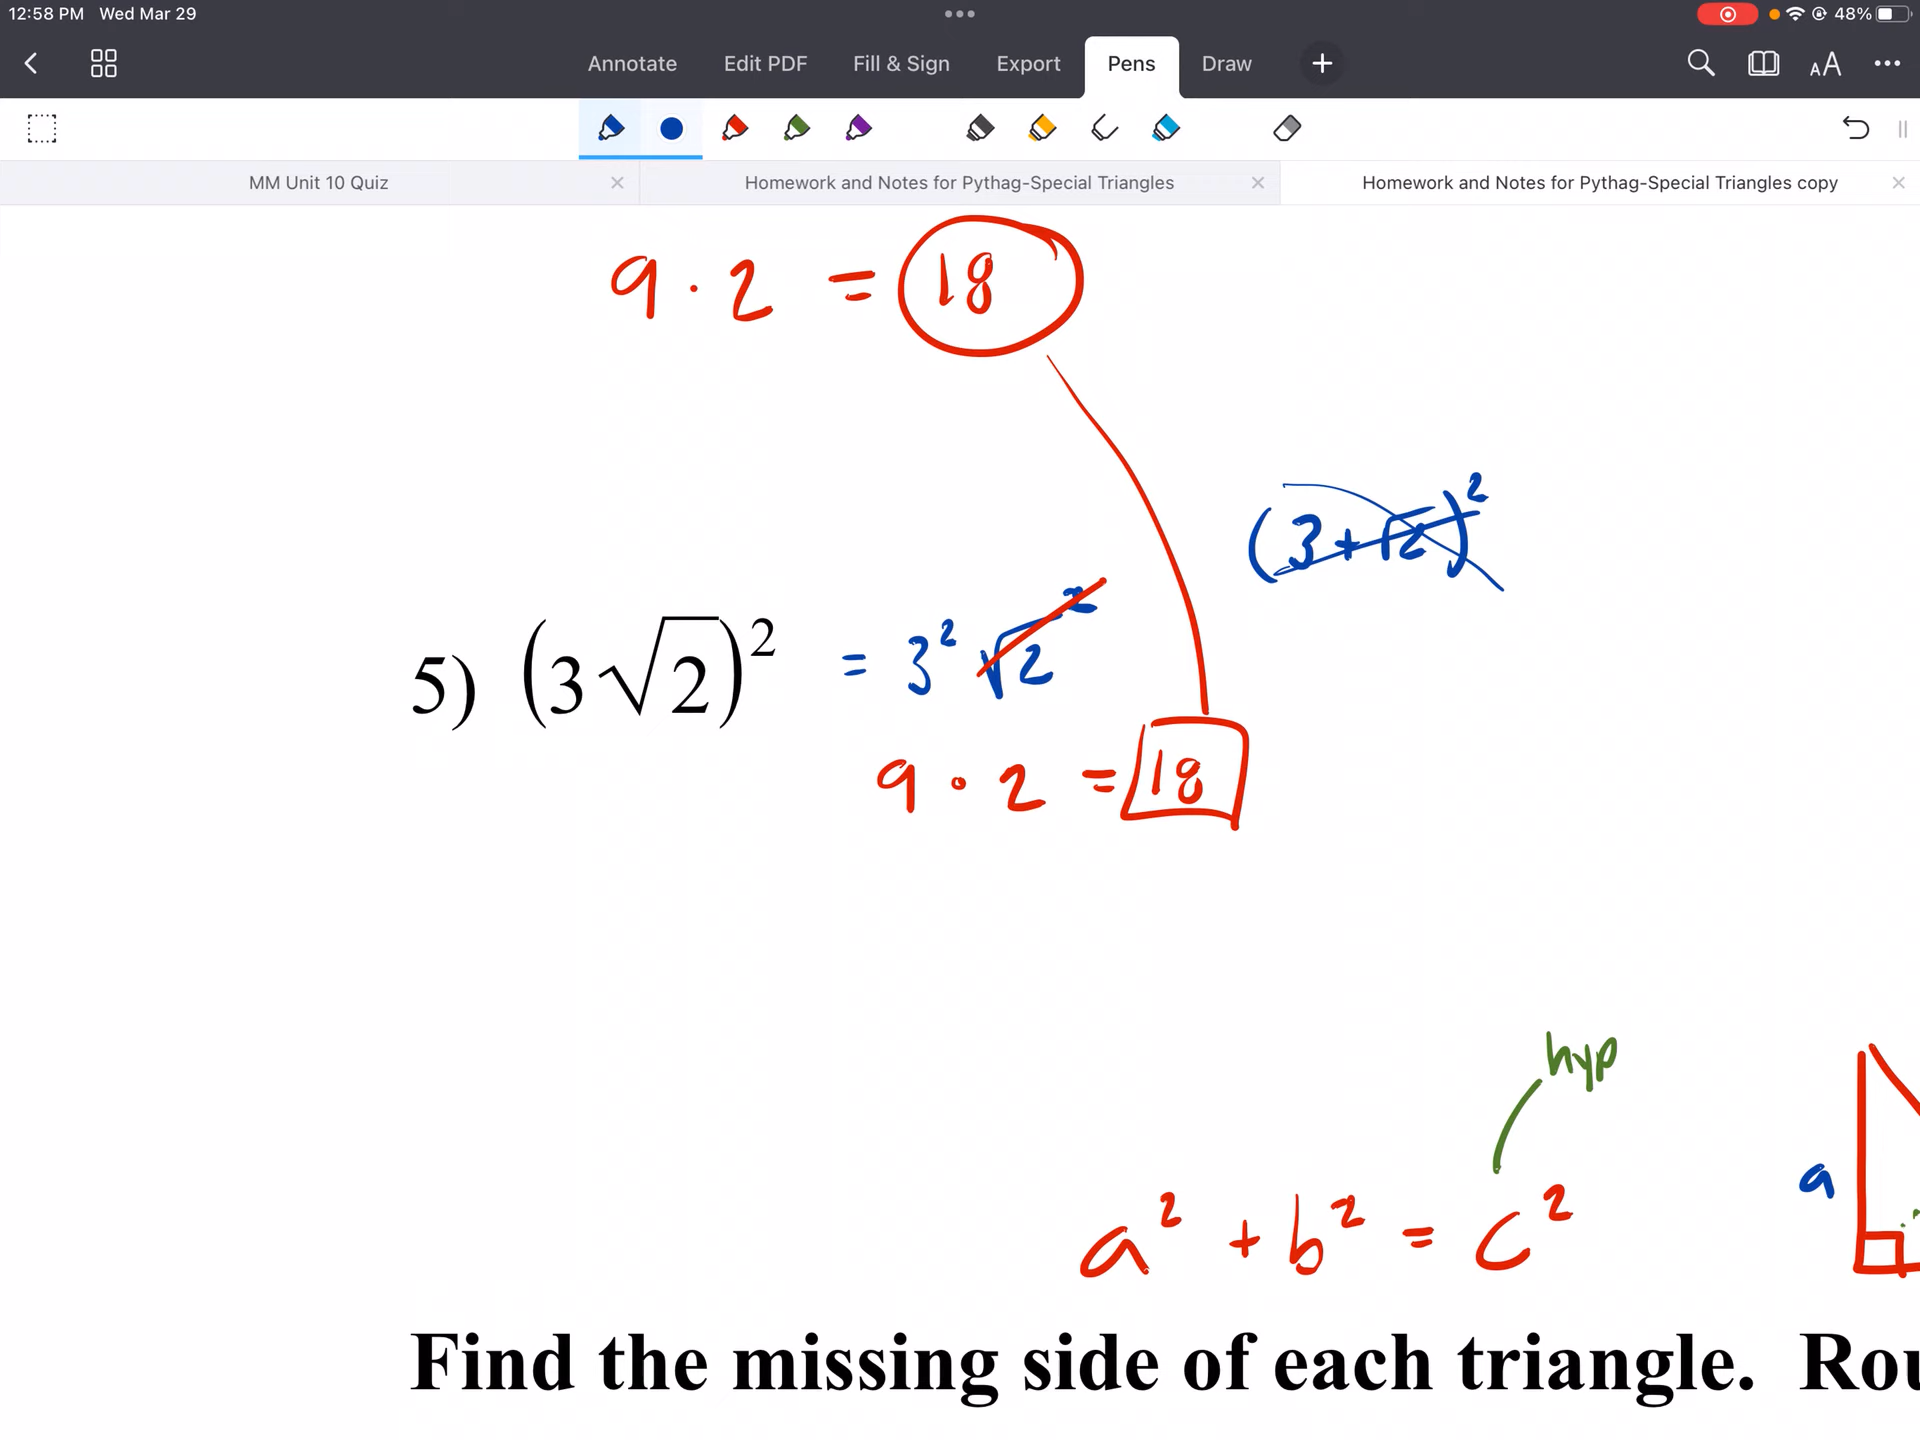 12:58 PM Wed Mar 29
48%
Annotate Edit PDF Fill & Sign Export Pens Draw
AA
MM Unit 10 Quiz
Homework and Notes for Pythag-Special Triangles
Homework and Notes for Pythag-Special Triangles copy
9 · 2 = 18
(3 + √2)²
5) (3√2)² = 3² √2²
9 · 2 = 18
hyp
a² + b² = c²
a
Find the missing side of each triangle. Rou